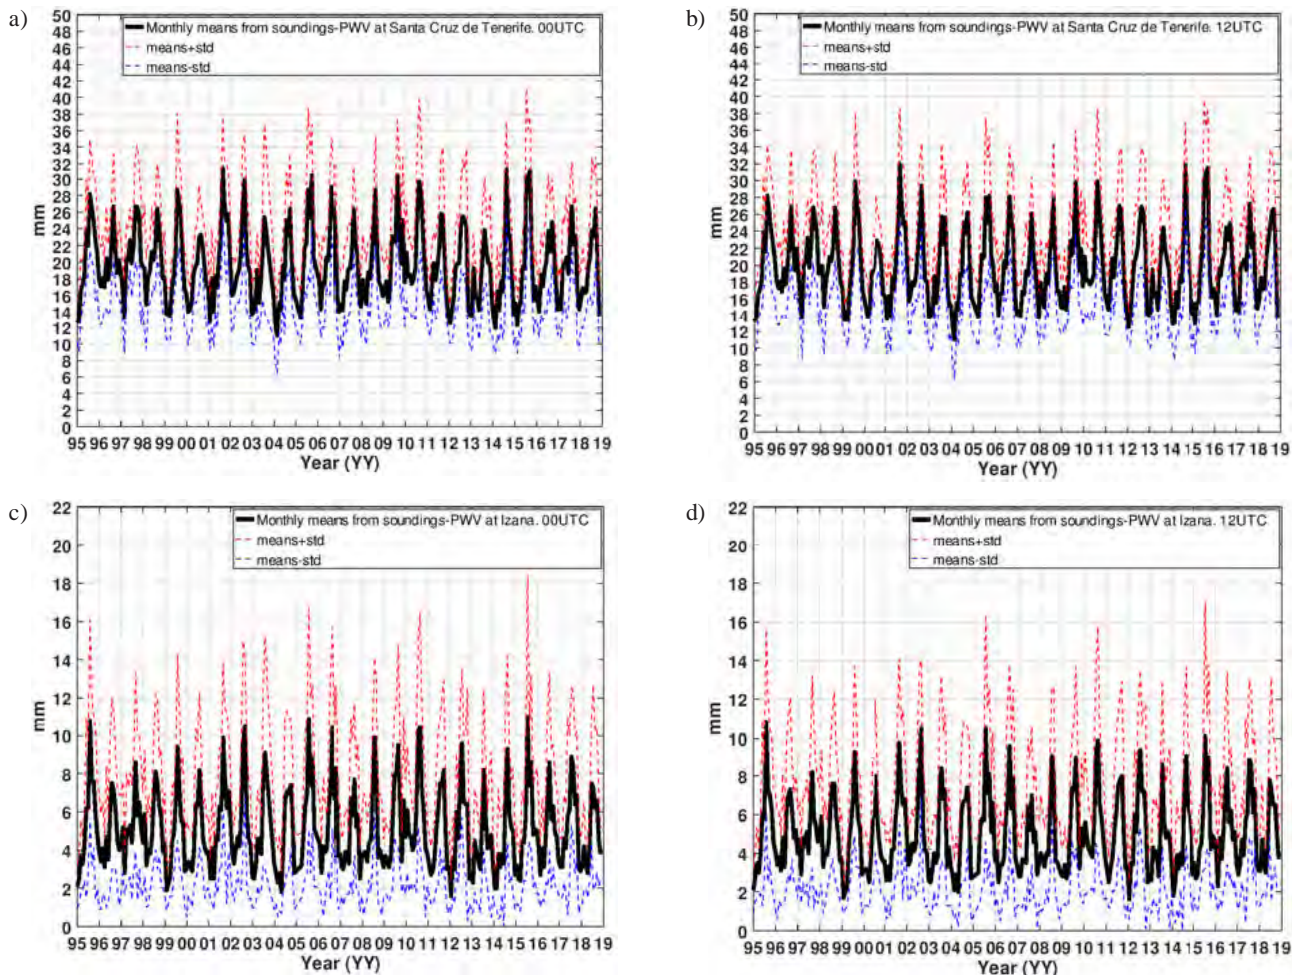 a)
Monthly means from soundings-PWV at Santa Cruz de Tenerife. 00UTC
means+std
means-std
50
48
46
44
42
40
38
36
34
32
30
28
26
24
22
20
18
16
14
12
10
8
6
4
2
0
mm
95 96 97 98 99 00 01 02 03 04 05 06 07 08 09 10 11 12 13 14 15 16 17 18 19
Year (YY)
b)
Monthly means from soundings-PWV at Santa Cruz de Tenerife. 12UTC
means+std
means-std
50
48
46
44
42
40
38
36
34
32
30
28
26
24
22
20
18
16
14
12
10
8
6
4
2
0
mm
95 96 97 98 99 00 01 02 03 04 05 06 07 08 09 10 11 12 13 14 15 16 17 18 19
Year (YY)
c)
Monthly means from soundings-PWV at Izana. 00UTC
means+std
means-std
22
20
18
16
14
12
10
8
6
4
2
0
mm
95 96 97 98 99 00 01 02 03 04 05 06 07 08 09 10 11 12 13 14 15 16 17 18 19
Year (YY)
d)
Monthly means from soundings-PWV at Izana. 12UTC
means+std
means-std
22
20
18
16
14
12
10
8
6
4
2
0
mm
95 96 97 98 99 00 01 02 03 04 05 06 07 08 09 10 11 12 13 14 15 16 17 18 19
Year (YY)